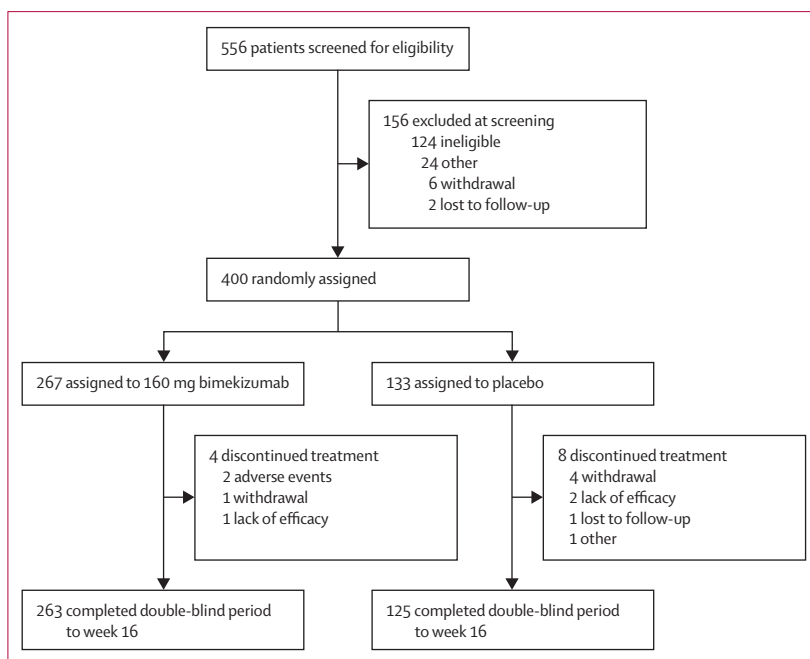 556 patients screened for eligibility
156 excluded at screening
124 ineligible
24 other
6 withdrawal
2 lost to follow-up
400 randomly assigned
267 assigned to 160 mg bimekizumab
133 assigned to placebo
4 discontinued treatment
2 adverse events
1 withdrawal
1 lack of efficacy
8 discontinued treatment
4 withdrawal
2 lack of efficacy
1 lost to follow-up
1 other
263 completed double-blind period
to week 16
125 completed double-blind period
to week 16